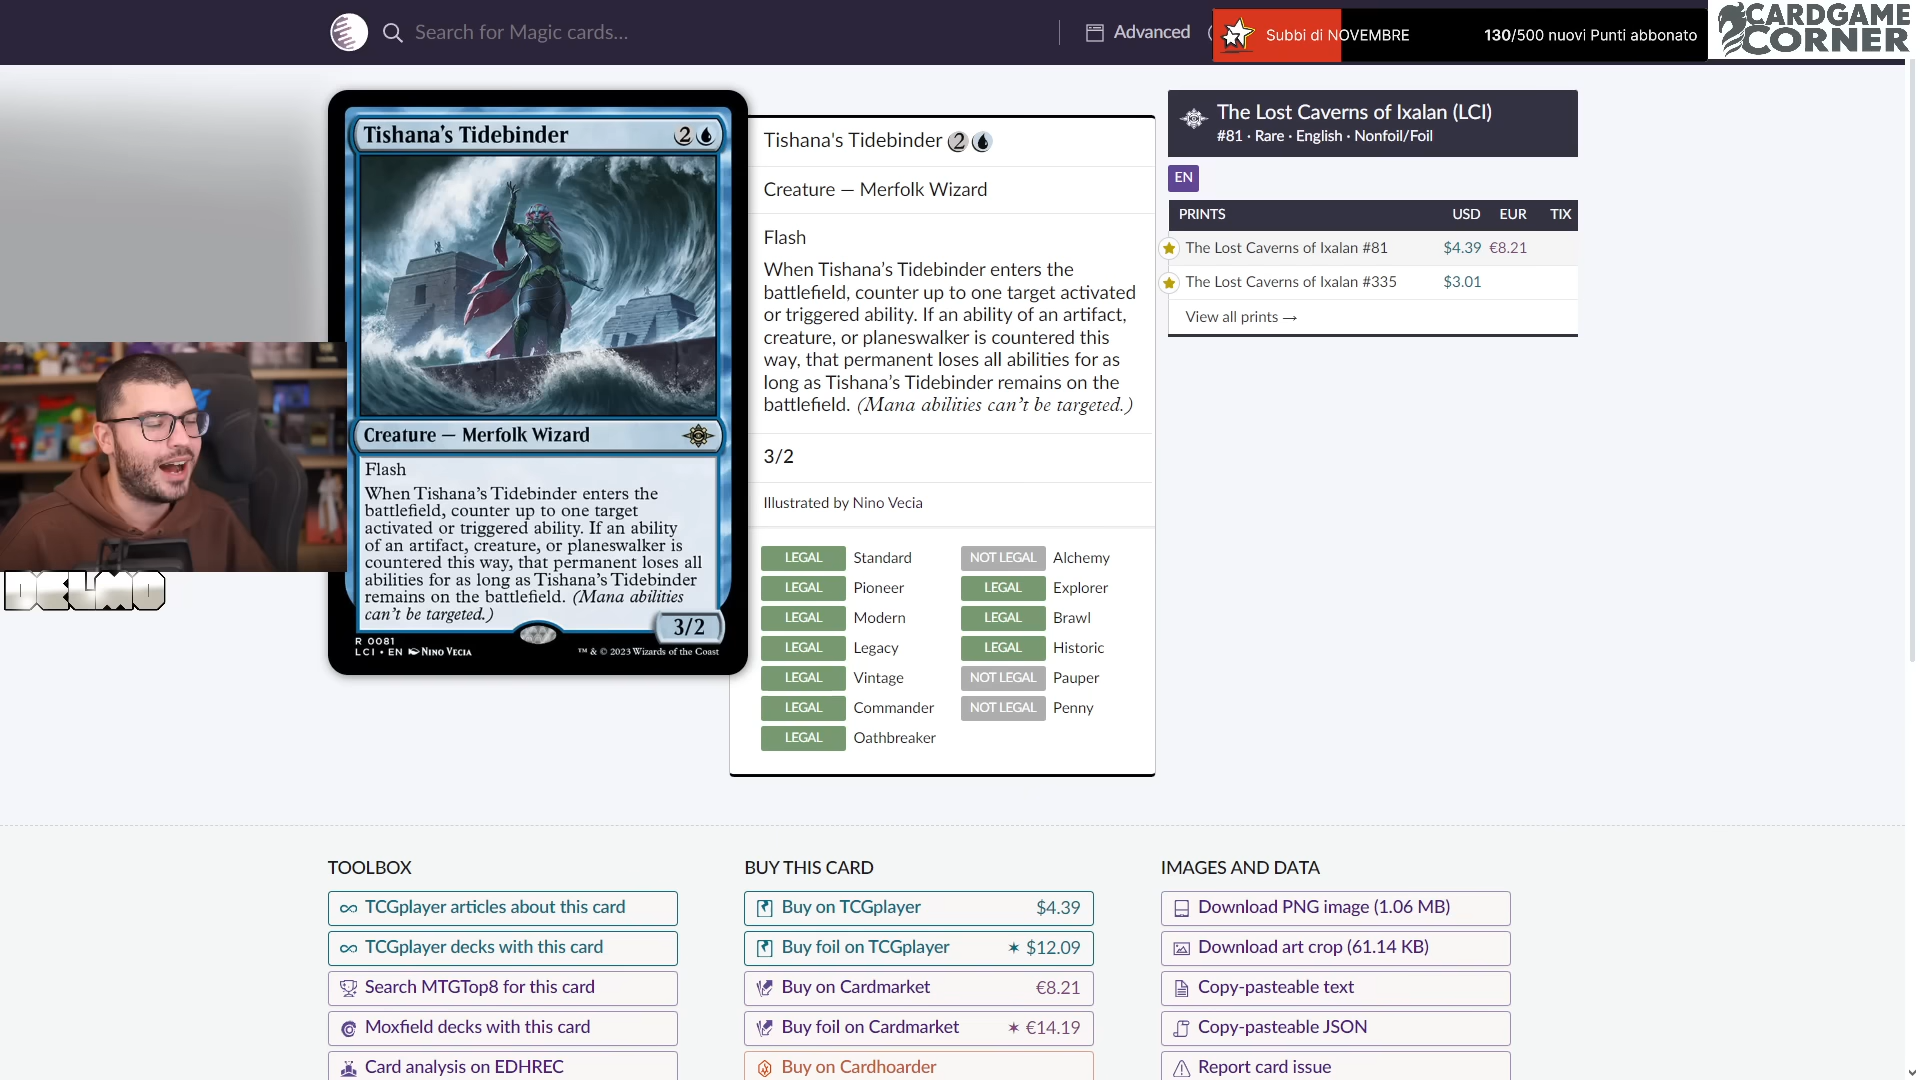 Search for Magic cards...
Advanced
Subbi di NOVEMBRE
130/500 nuovi Punti abbonato
CARDGAME
CORNER
Tishana's Tidebinder 2
Creature — Merfolk Wizard
Flash
When Tishana's Tidebinder enters the
battlefield, counter up to one target
activated or triggered ability. If an ability
of an artifact, creature, or planeswalker is
countered this way, that permanent loses all
abilities for as long as Tishana's Tidebinder
remains on the battlefield. (Mana abilities
can't be targeted.)
3/2
R 0081
LCI • EN NINO VECIA
™ & © 2023 Wizards of the Coast
DELMO
Tishana's Tidebinder 2
Creature — Merfolk Wizard
Flash
When Tishana's Tidebinder enters the
battlefield, counter up to one target activated
or triggered ability. If an ability of an artifact,
creature, or planeswalker is countered this
way, that permanent loses all abilities for as
long as Tishana's Tidebinder remains on the
battlefield. (Mana abilities can't be targeted.)
3/2
Illustrated by Nino Vecia
LEGAL Standard NOT LEGAL Alchemy
LEGAL Pioneer LEGAL Explorer
LEGAL Modern LEGAL Brawl
LEGAL Legacy LEGAL Historic
LEGAL Vintage NOT LEGAL Pauper
LEGAL Commander NOT LEGAL Penny
LEGAL Oathbreaker
The Lost Caverns of Ixalan (LCI)
#81 · Rare · English · Nonfoil/Foil
EN
PRINTS USD EUR TIX
The Lost Caverns of Ixalan #81 $4.39 €8.21
The Lost Caverns of Ixalan #335 $3.01
View all prints →
TOOLBOX
TCGplayer articles about this card
TCGplayer decks with this card
Search MTGTop8 for this card
Moxfield decks with this card
Card analysis on EDHREC
BUY THIS CARD
Buy on TCGplayer $4.39
Buy foil on TCGplayer ✶ $12.09
Buy on Cardmarket €8.21
Buy foil on Cardmarket ✶ €14.19
Buy on Cardhoarder
IMAGES AND DATA
Download PNG image (1.06 MB)
Download art crop (61.14 KB)
Copy-pasteable text
Copy-pasteable JSON
Report card issue